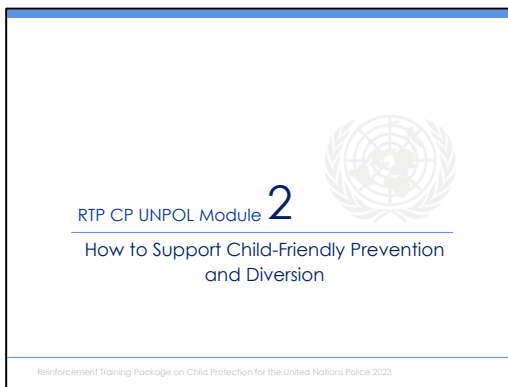 RTP CP UNPOL Module 2
How to Support Child-Friendly Prevention
and Diversion
Reinforcement Training Package on Child Protection for the United Nations Police 2023